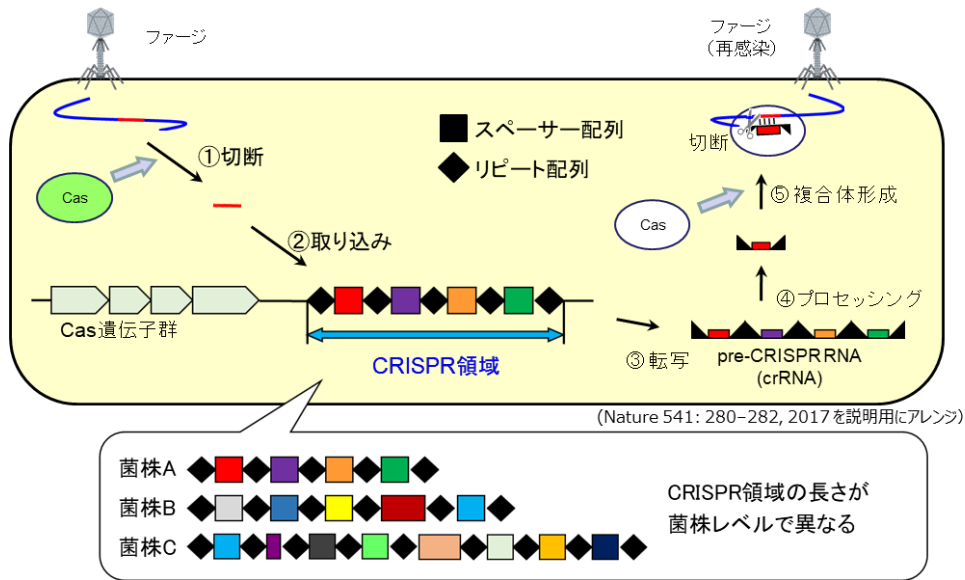 ファージ
ファージ
(再感染)
①切断
Cas
②取り込み
スペーサー配列
リピート配列
切断
Cas
⑤複合体形成
④プロセッシング
Cas遺伝子群
CRISPR領域
③転写
pre-CRISPR RNA
(crRNA)
(Nature 541: 280–282, 2017を説明用にアレンジ)
菌株A
菌株B
菌株C
CRISPR領域の長さが
菌株レベルで異なる